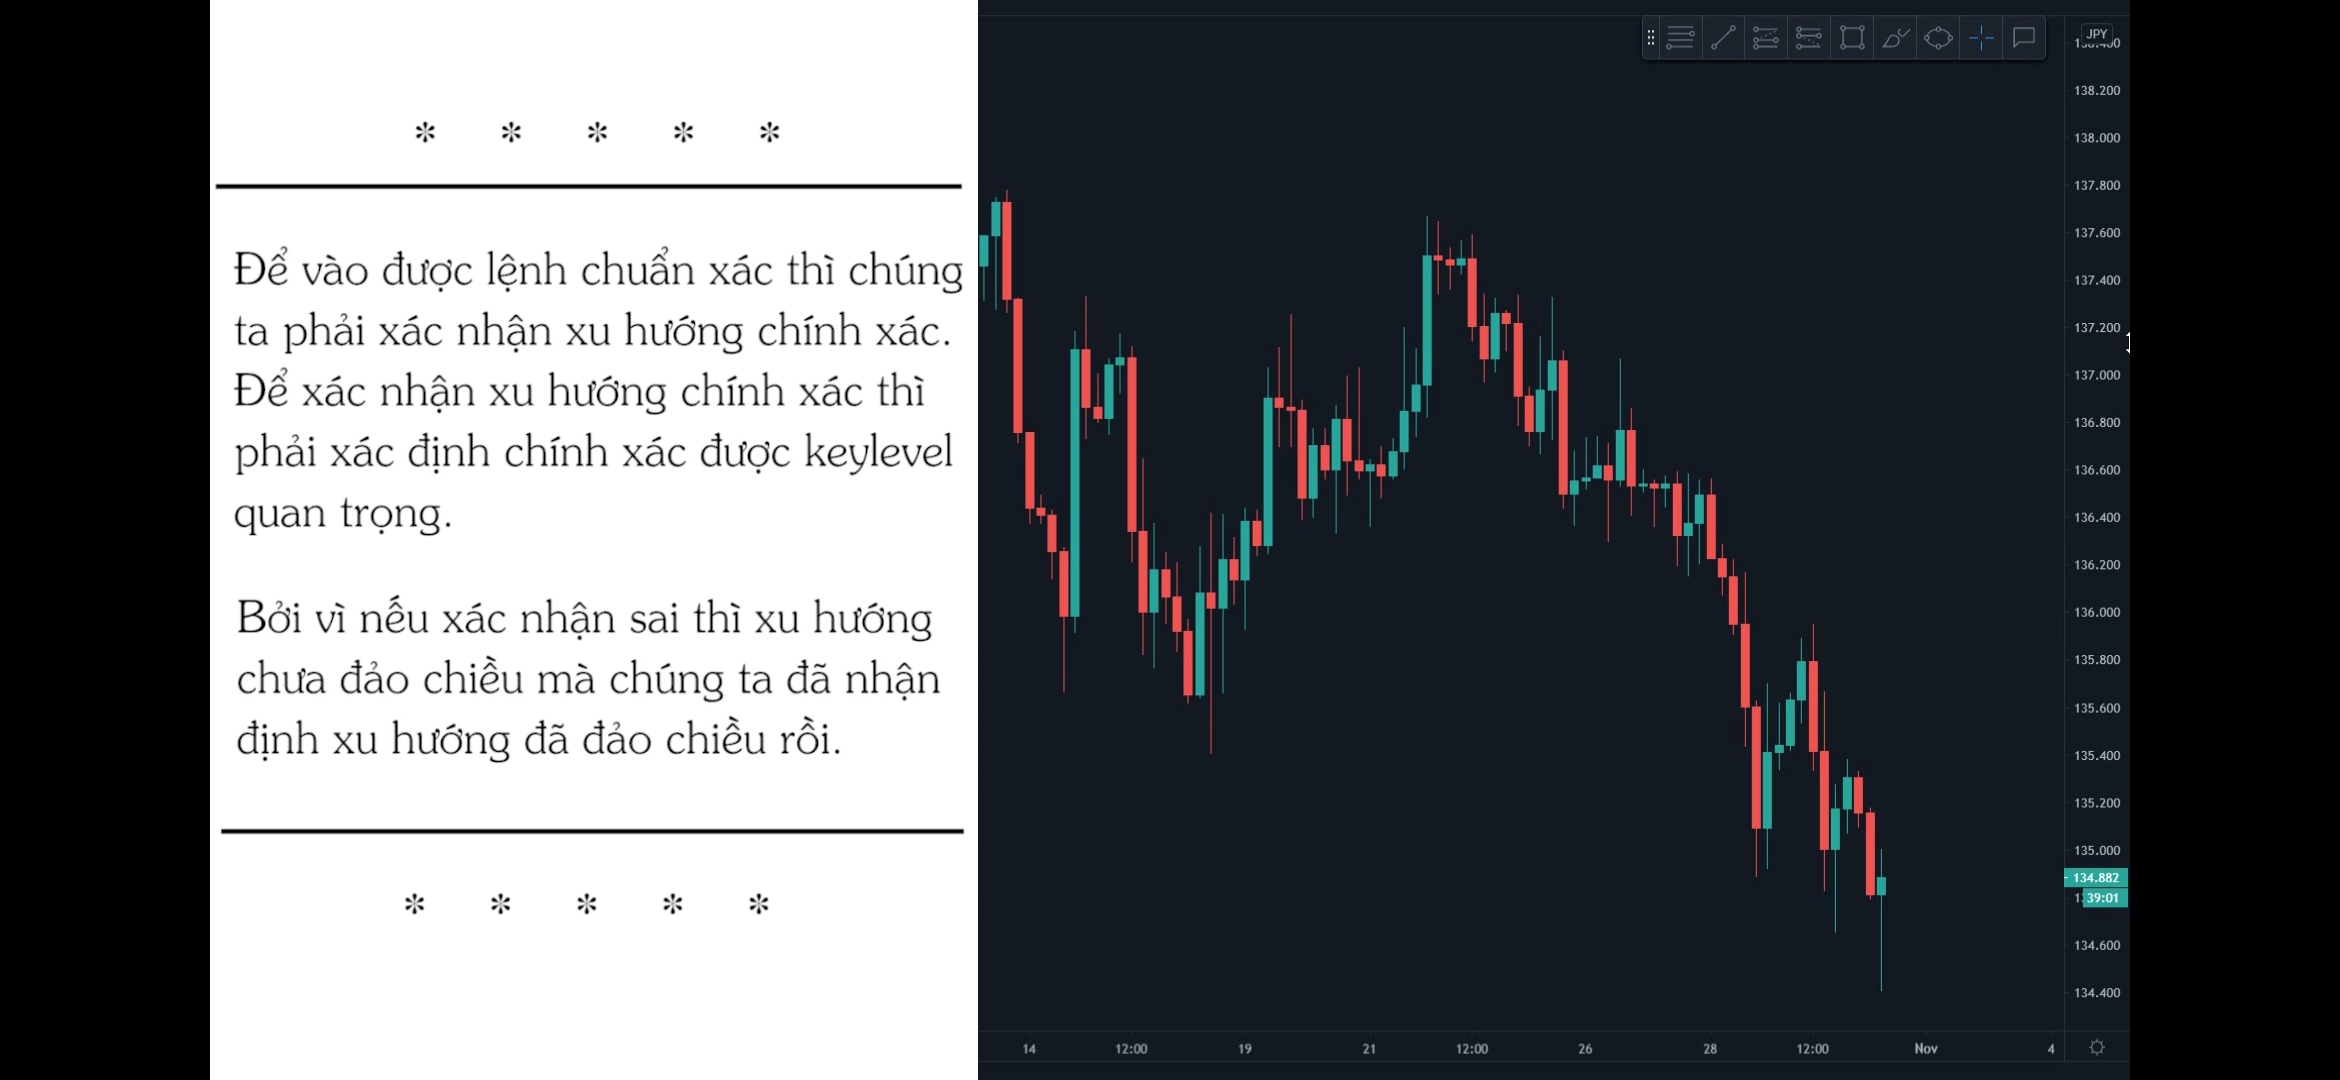 * * * * *
Để vào được lệnh chuẩn xác thì chúng
ta phải xác nhận xu hướng chính xác.
Để xác nhận xu hướng chính xác thì
phải xác định chính xác được keylevel
quan trọng.
Bởi vì nếu xác nhận sai thì xu hướng
chưa đảo chiều mà chúng ta đã nhận
định xu hướng đã đảo chiều rồi.
* * * * *
JPY
138.200
138.000
137.800
137.600
137.400
137.200
137.000
136.800
136.600
136.400
136.200
136.000
135.800
135.600
135.400
135.200
135.000
134.882
39:01
134.600
134.400
14 12:00 19 21 12:00 26 28 12:00 Nov 4